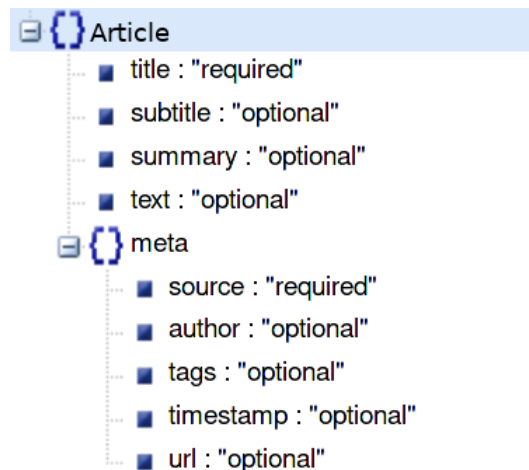 Article
title : "required"
subtitle : "optional"
summary : "optional"
text : "optional"
meta
source : "required"
author : "optional"
tags : "optional"
timestamp : "optional"
url : "optional"